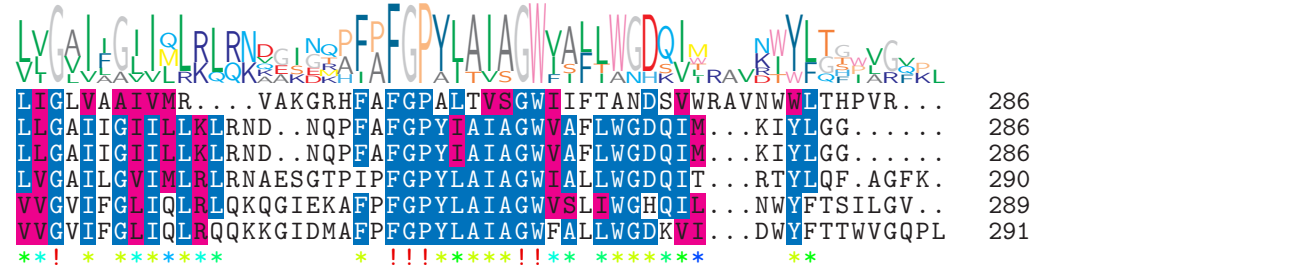 LIGLVAAIVMR....VAKGRHFAFGPALTVSGWIIFTANDSVWRAVNWWLTHPVR... 286
LLGAIIGIILLKLRND..NQPFAFGPYIAIAGWVAFLWGDQIM...KIYLGG...... 286
LLGAIIGIILLKLRND..NQPFAFGPYIAIAGWVAFLWGDQIM...KIYLGG...... 286
LVGAILGVIMLRLRNAESGTPIPFGPYLAIAGWIALLWGDQIT...RTYLQF.AGFK. 290
VVGVIFGLIQLRLQKQGIEKAFPFGPYLAIAGWVSLIWGHQIL...NWYFTSILGV.. 289
VVGVIFGLIQLRQQKKGIDMAFPFGPYLAIAGWFALLWGDKVI...DWYFTTWVGQPL 291
**! * ******* * !!!*****!!** ******* **